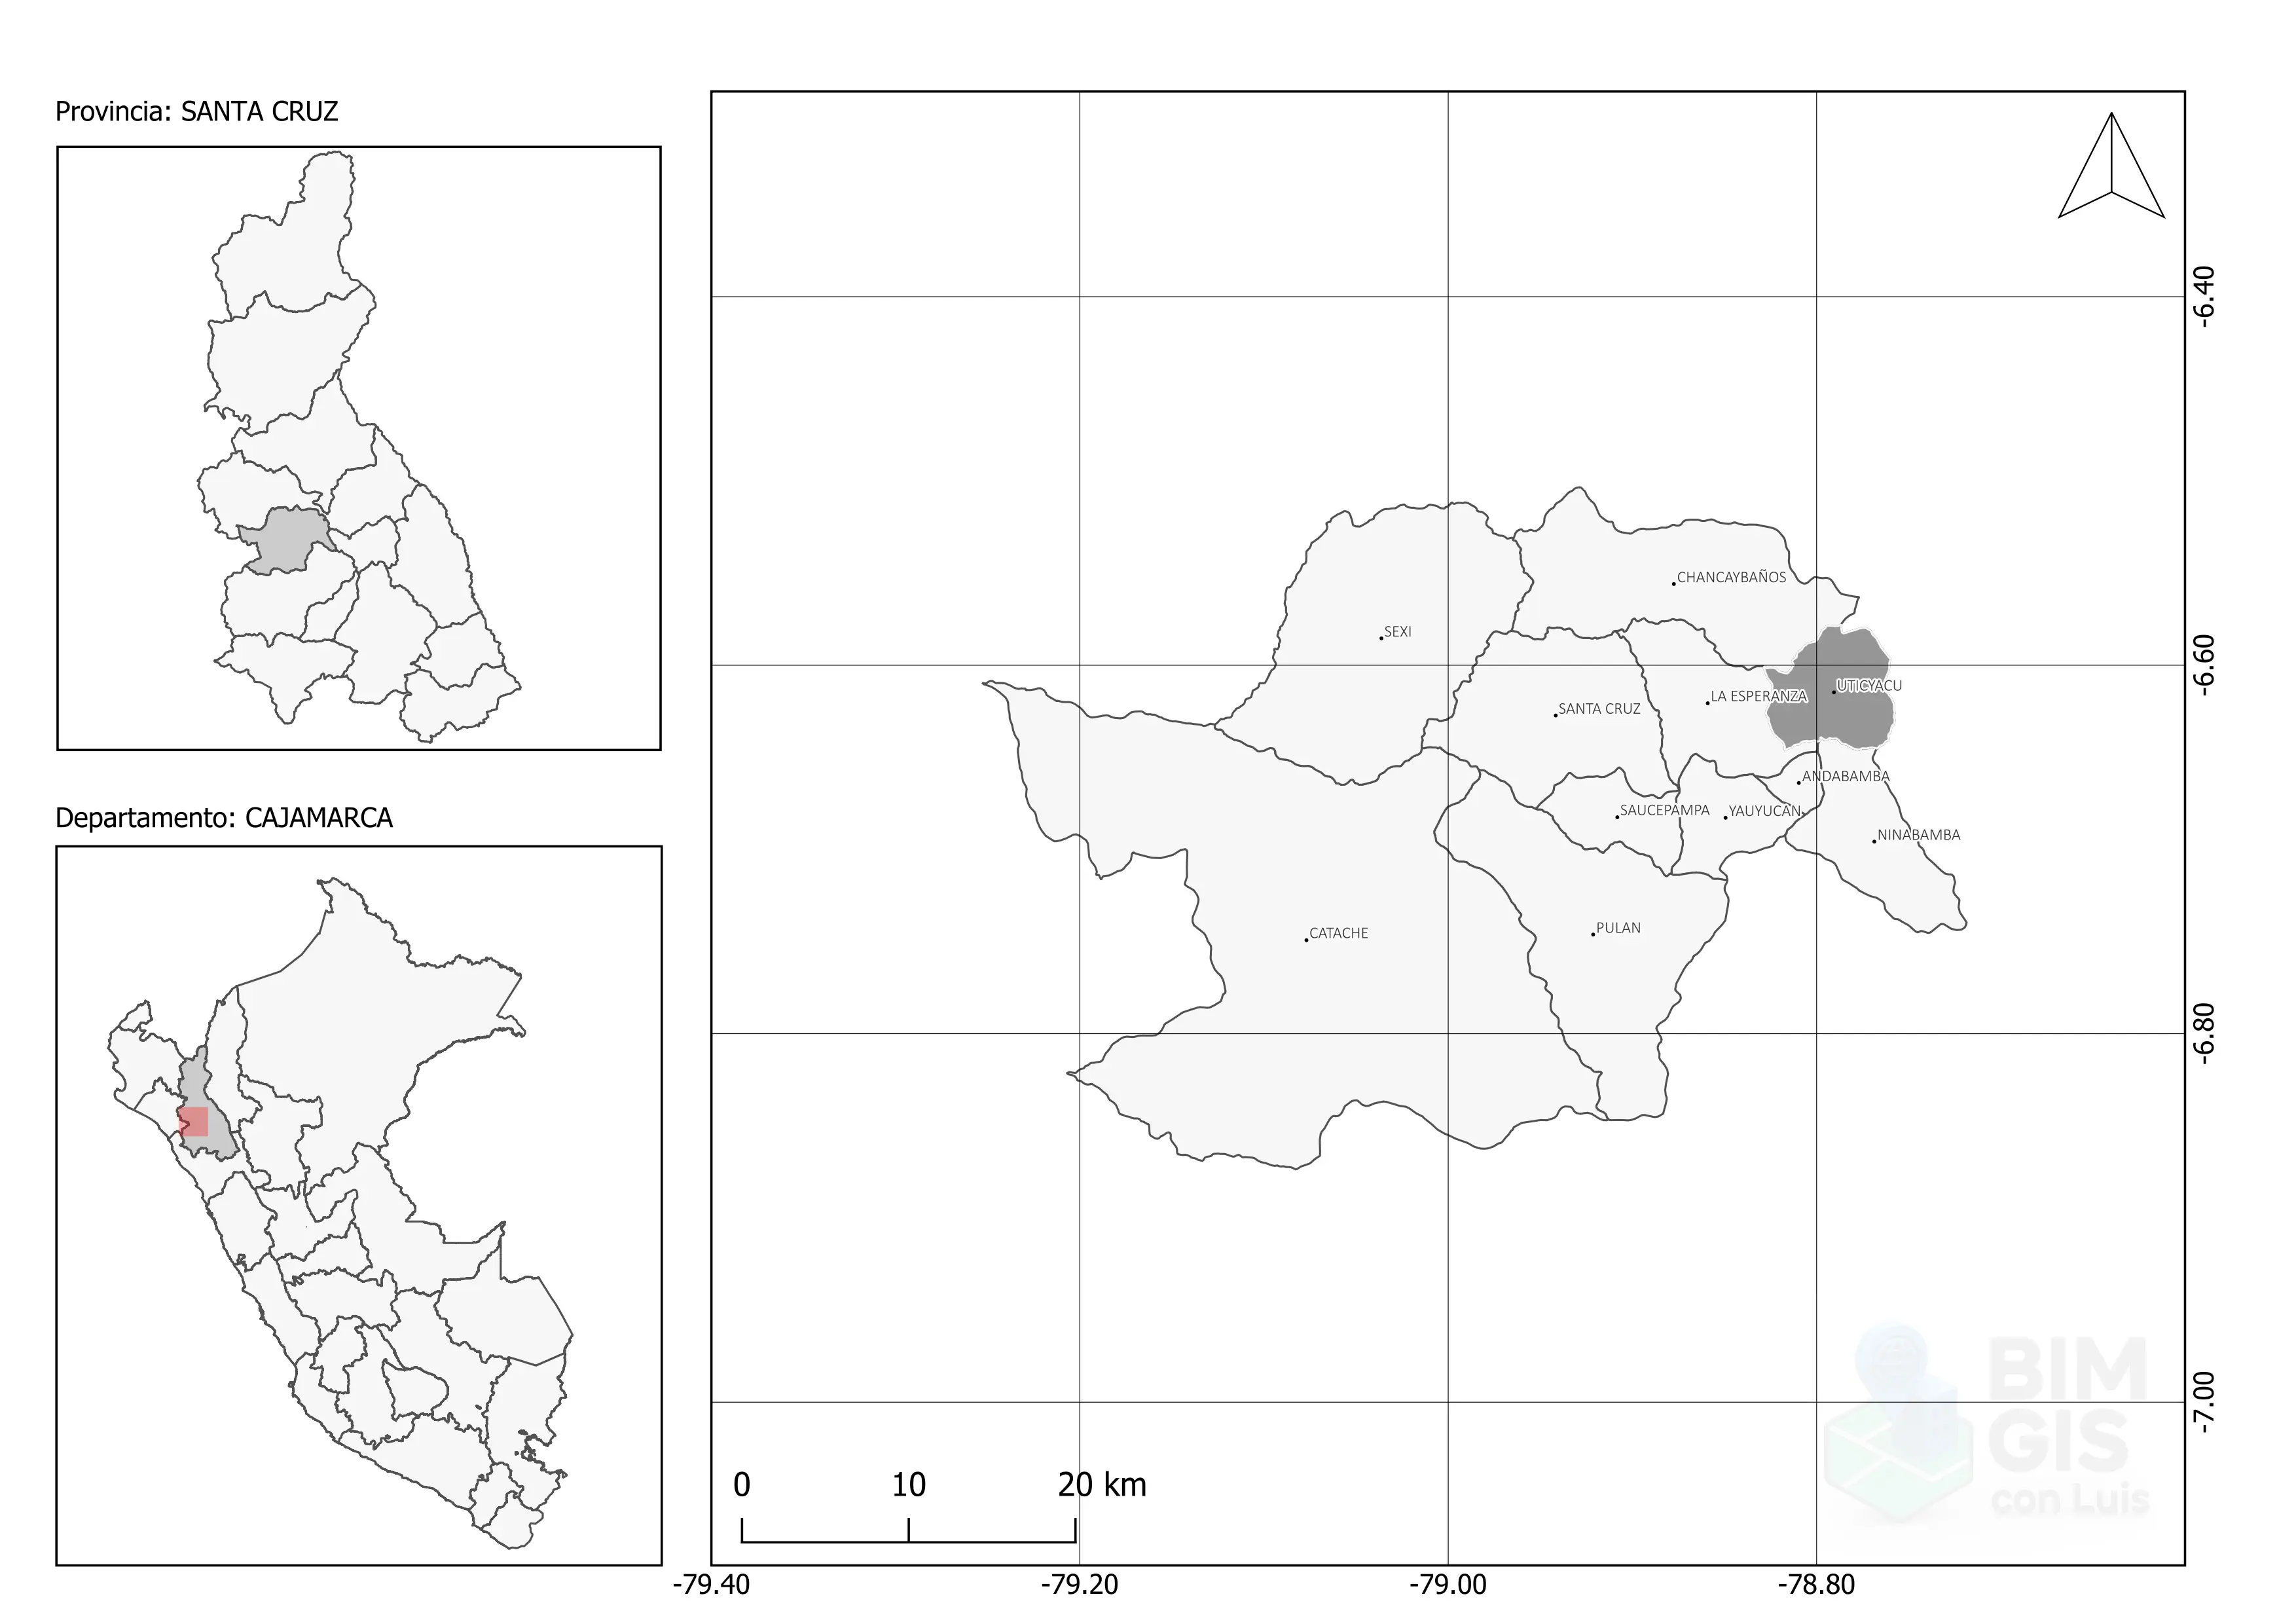 Provincia: SANTA CRUZ
Departamento: CAJAMARCA
CHANCAYBAÑOS
SEXI
UTICYACU
LA ESPERANZA
SANTA CRUZ
ANDABAMBA
SAUCEPAMPA
YAUYUCAN
NINABAMBA
PULAN
CATACHE
-6.40
-6.60
-6.80
-7.00
0 10 20 km
-79.40 -79.20 -79.00 -78.80
BIM
GIS
con Luis